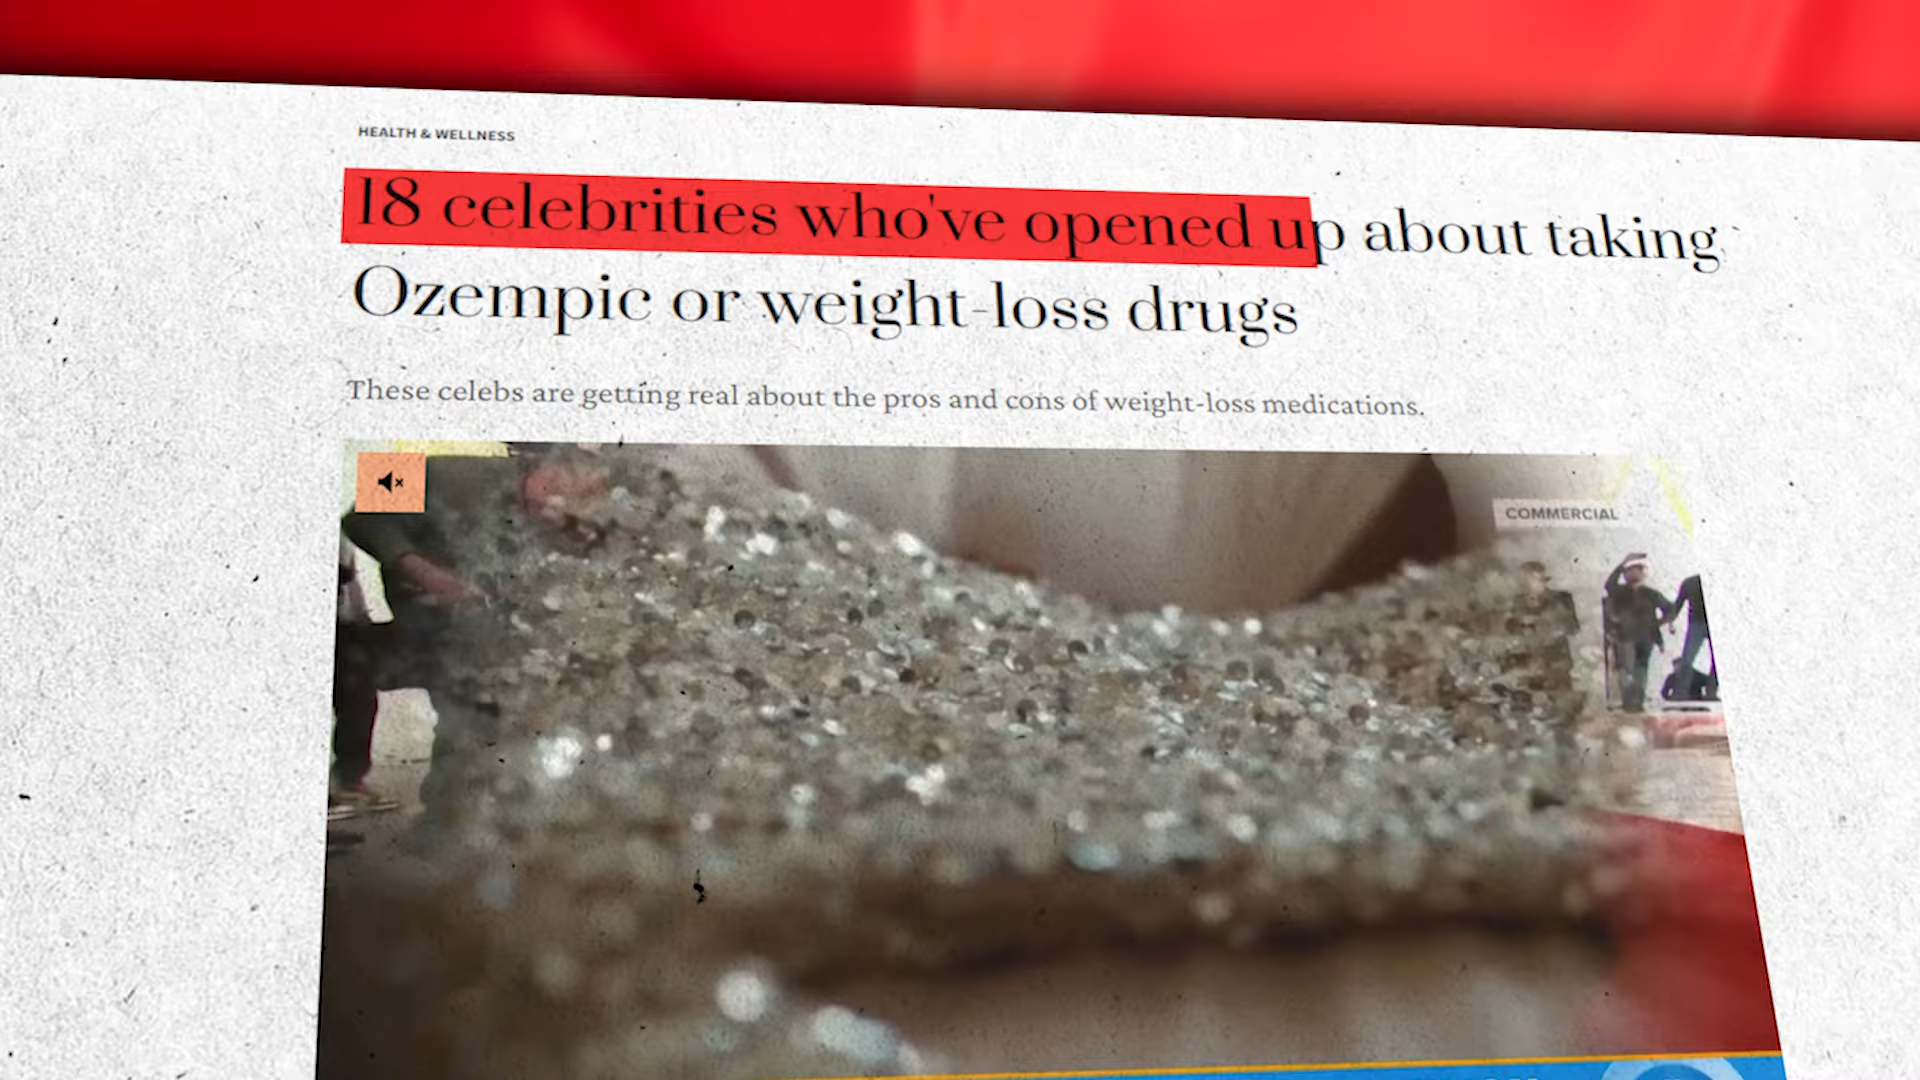 HEALTH & WELLNESS
18 celebrities who've opened up about taking
Ozempic or weight-loss drugs
These celebs are getting real about the pros and cons of weight-loss medications.
COMMERCIAL